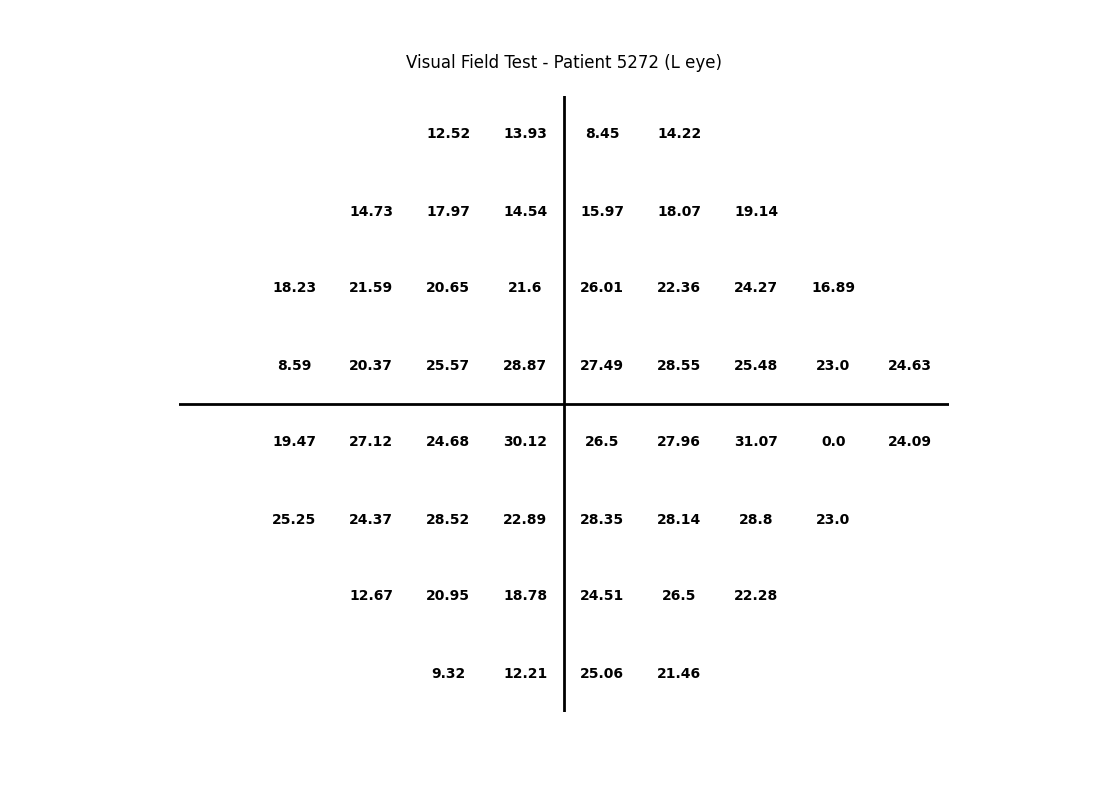 Visual Field Test - Patient 5272 (L eye)
12.52 13.93 8.45 14.22
14.73 17.97 14.54 15.97 18.07 19.14
18.23 21.59 20.65 21.6 26.01 22.36 24.27 16.89
8.59 20.37 25.57 28.87 27.49 28.55 25.48 23.0 24.63
19.47 27.12 24.68 30.12 26.5 27.96 31.07 0.0 24.09
25.25 24.37 28.52 22.89 28.35 28.14 28.8 23.0
12.67 20.95 18.78 24.51 26.5 22.28
9.32 12.21 25.06 21.46